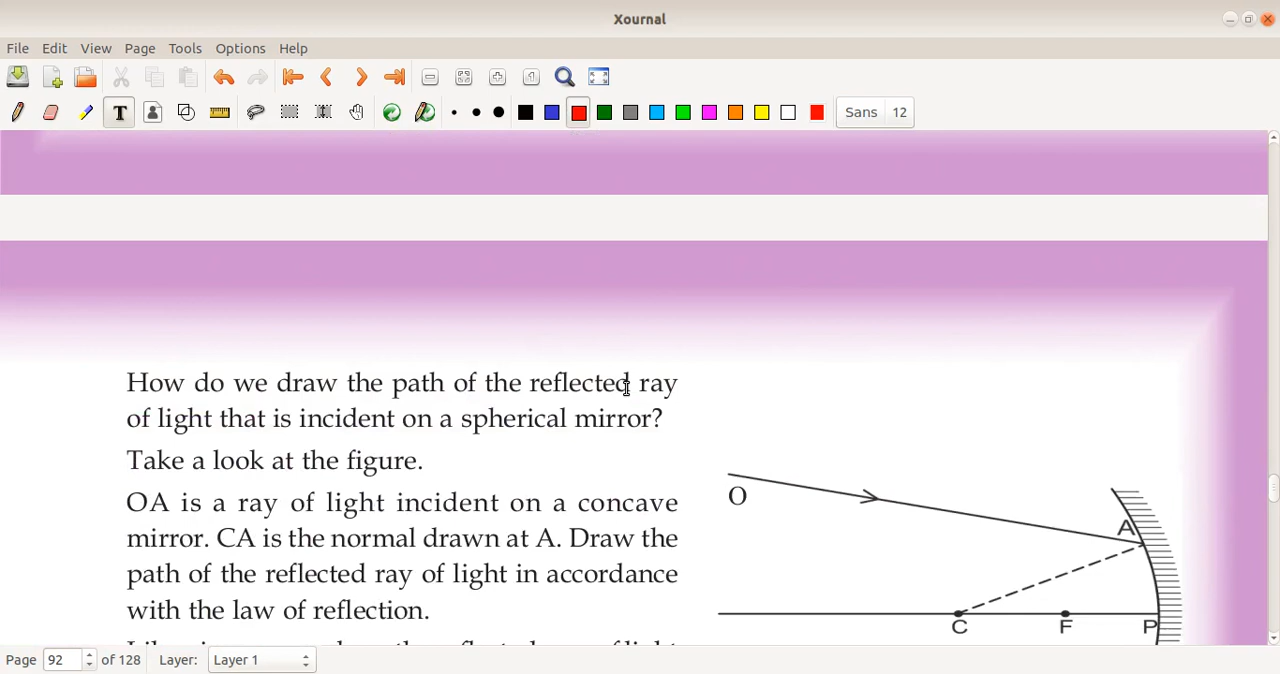 Xournal
File Edit View Page Tools Options Help
T Sans 12
How do we draw the path of the reflected ray
of light that is incident on a spherical mirror?
Take a look at the figure.
OA is a ray of light incident on a concave
mirror. CA is the normal drawn at A. Draw the
path of the reflected ray of light in accordance
with the law of reflection.
O
A
C F P
Page 92 of 128 Layer: Layer 1